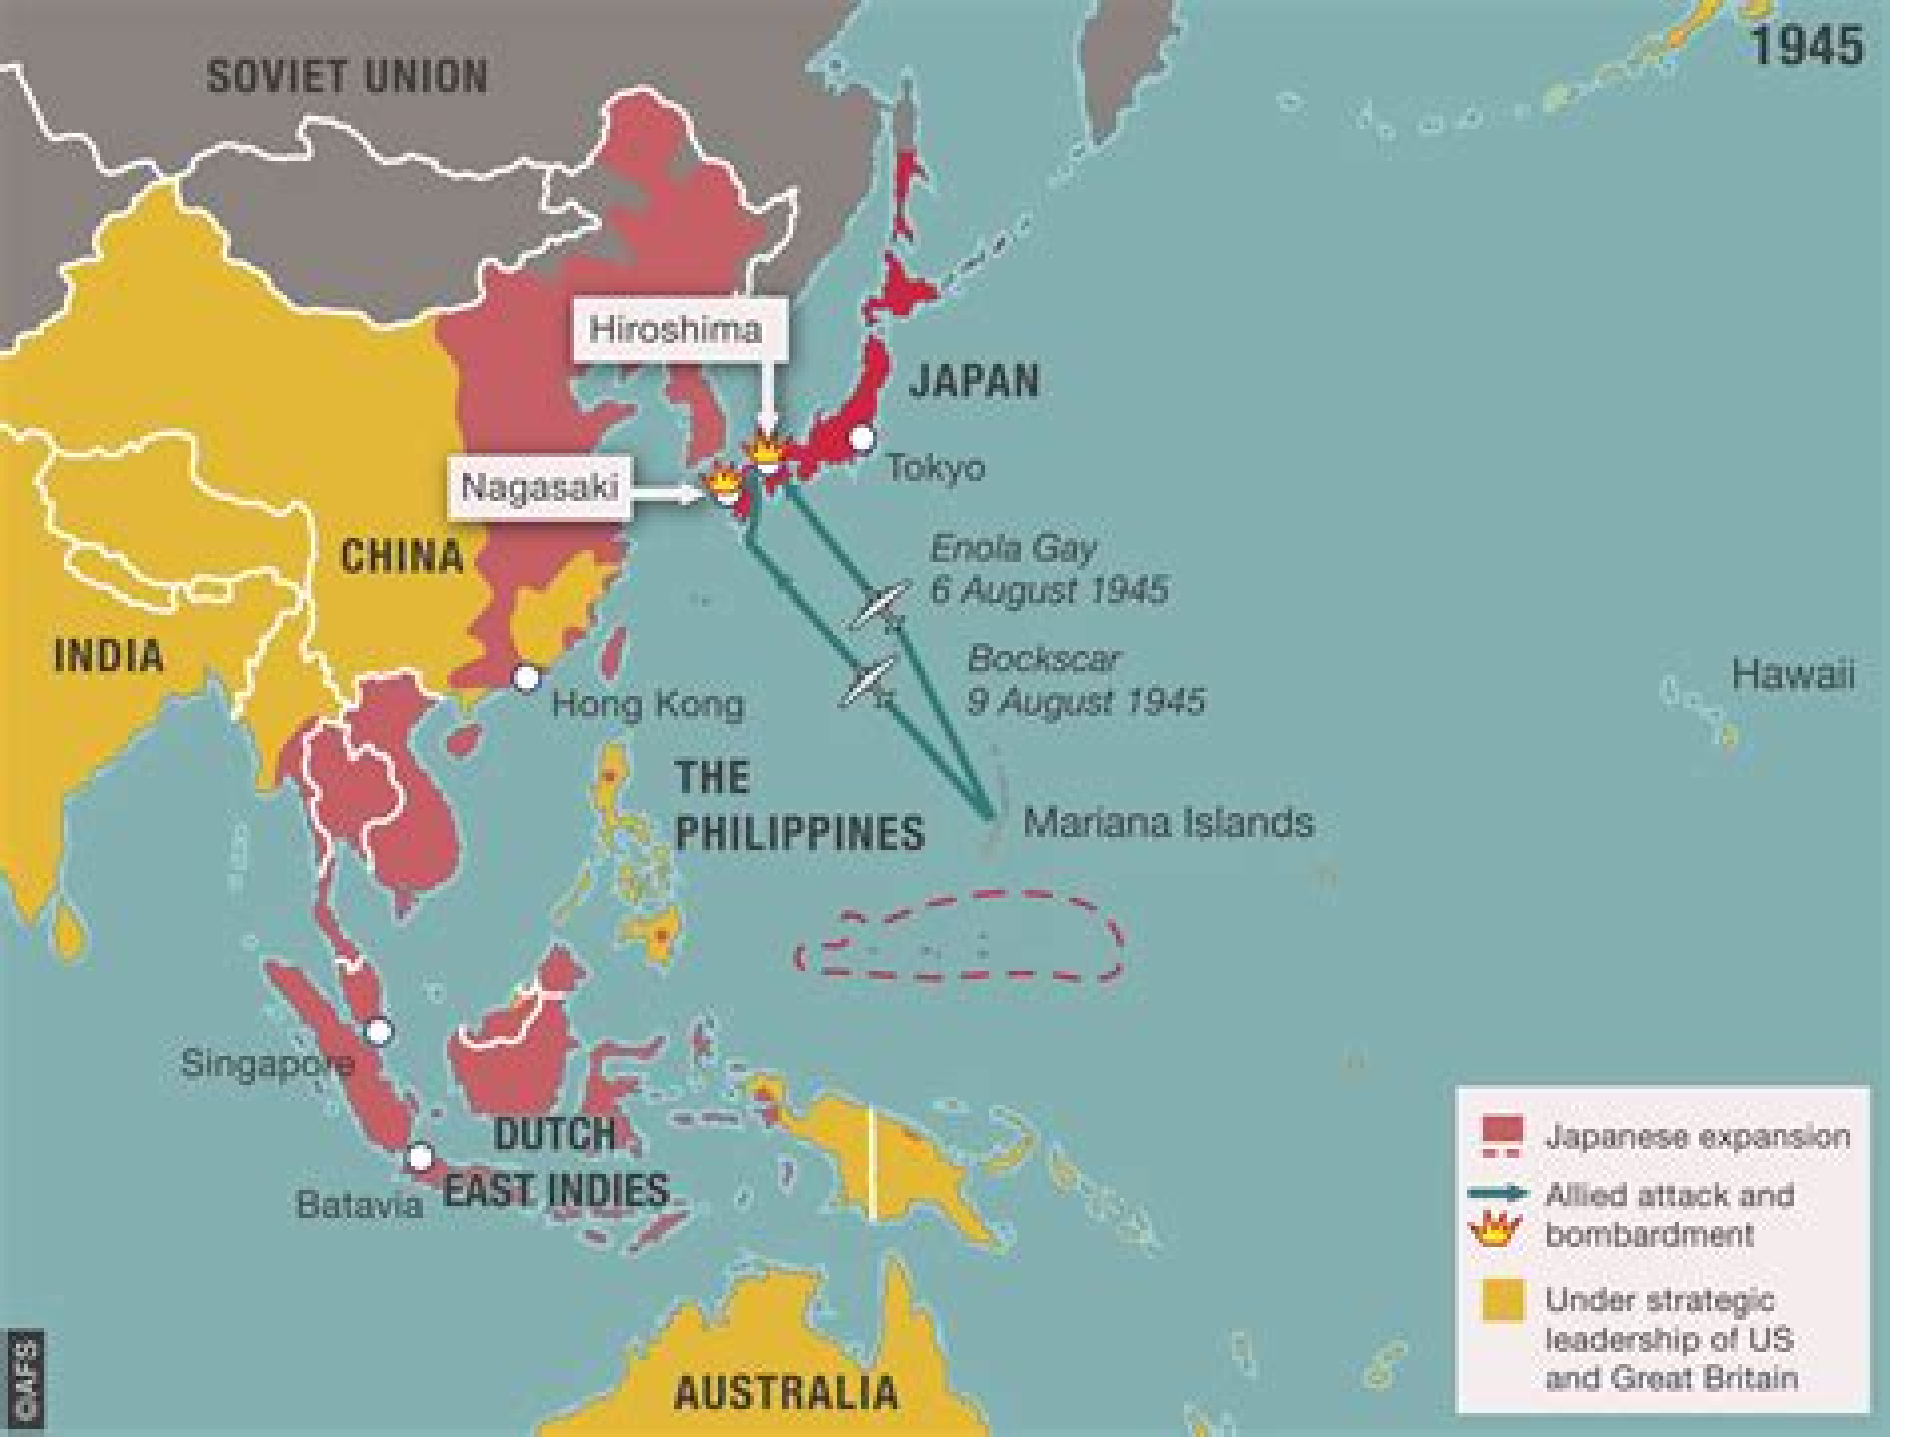 1945
SOVIET UNION
Hiroshima
JAPAN
Tokyo
Nagasaki
CHINA
Enola Gay
6 August 1945
INDIA
Bockscar
9 August 1945
Hawaii
Hong Kong
THE
PHILIPPINES
Mariana Islands
Singapore
DUTCH
EAST INDIES
Batavia
Japanese expansion
Allied attack and
bombardment
Under strategic
leadership of US
and Great Britain
AUSTRALIA
©AFS